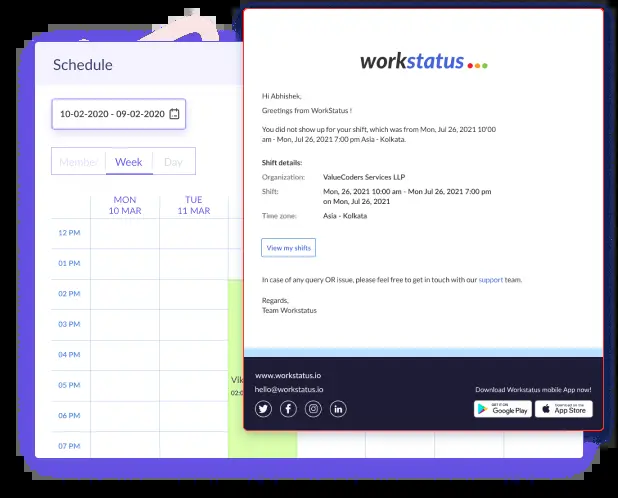 Schedule
10-02-2020 - 09-02-2020
Member Week Day
MON
10 MAR
TUE
11 MAR
12 PM
01 PM
02 PM
03 PM
04 PM
05 PM
06 PM
07 PM
Vik
02:0
workstatus
Hi Abhishek,
Greetings from WorkStatus !
You did not show up for your shift, which was from Mon, Jul 26, 2021 10'00
am - Mon, Jul 26, 2021 7:00 pm Asia - Kolkata.
Shift details:
Organization: ValueCoders Services LLP
Shift: Mon, 26, 2021 10:00 am - Mon Jul 26, 2021 7:00 pm
on Mon, Jul 26, 2021
Time zone: Asia - Kolkata
View my shifts
In case of any query OR issue, please feel free to get in touch with our support team.
Regards,
Team Workstatus
www.workstatus.io
hello@workstatus.io
Download Workstatus mobile App now!
GET IT ON
Google Play
Download on the
App Store